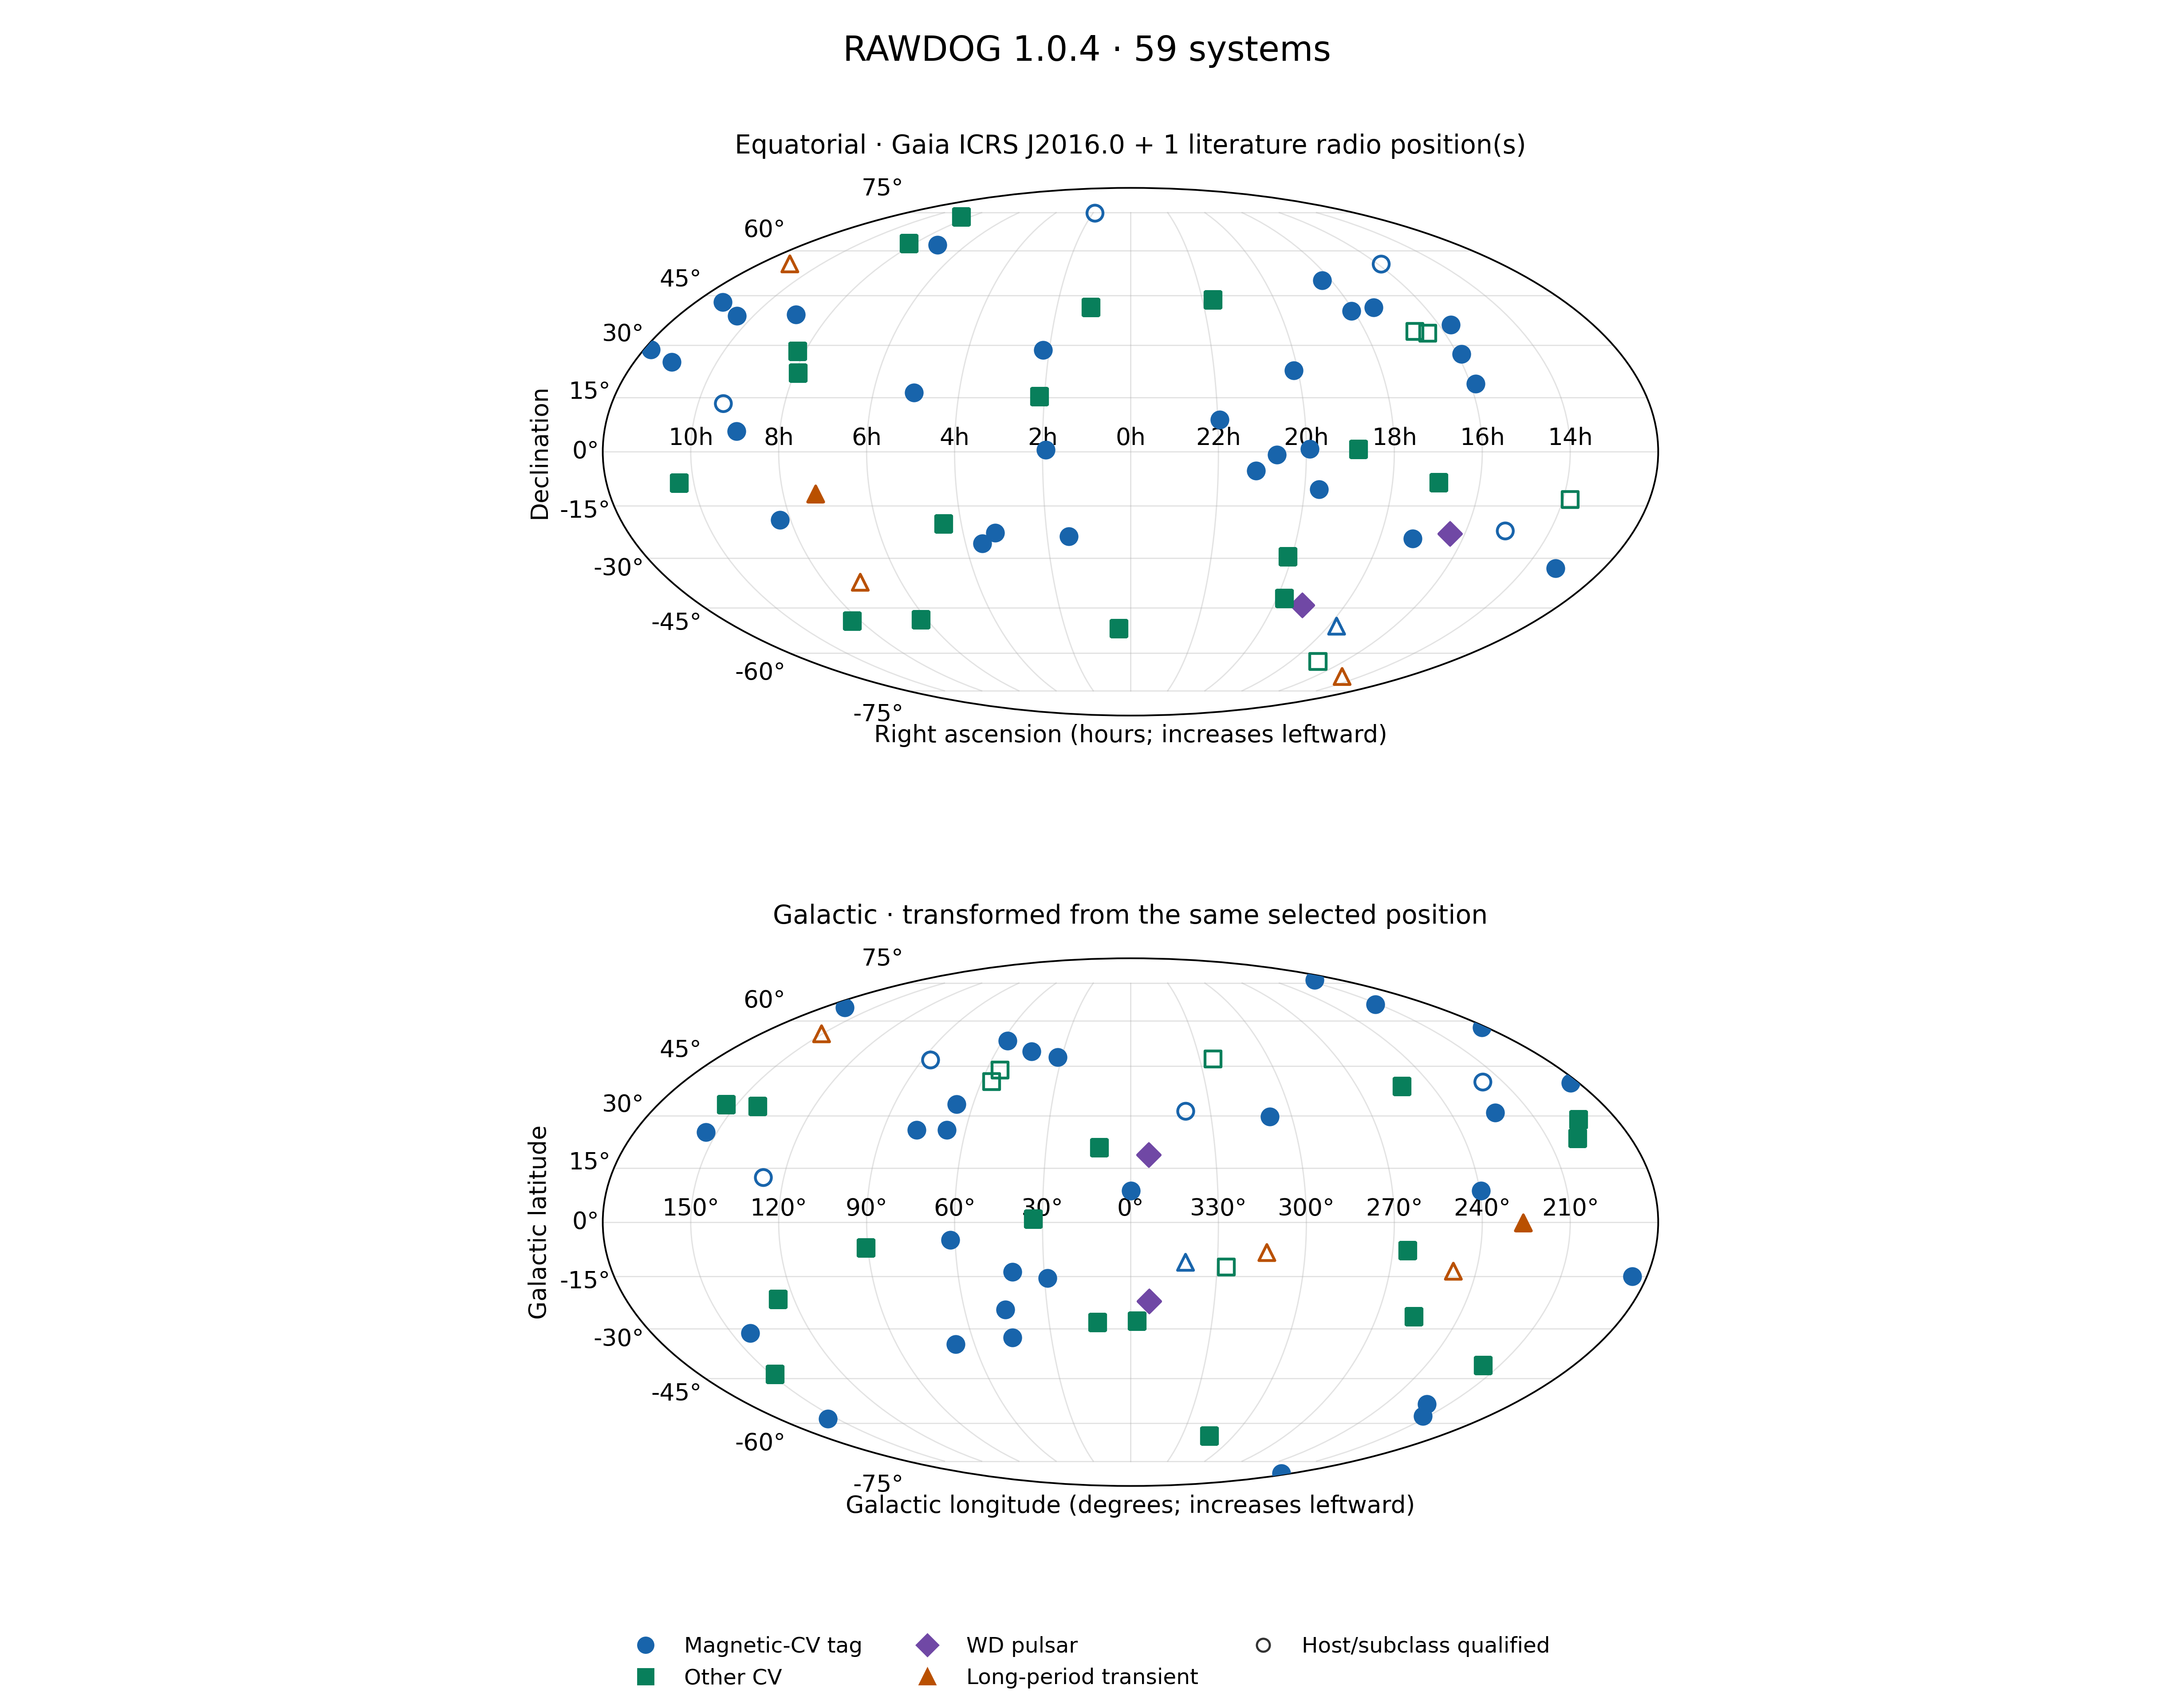 RAWDOG 1.0.4 · 59 systems
Equatorial · Gaia ICRS J2016.0 + 1 literature radio position(s)
75°
60°
45°
30°
15°
10h 8h 6h 4h 2h 0h 22h 20h 18h 16h 14h
0°
-15°
-30°
-45°
-60°
-75°
Declination
Right ascension (hours; increases leftward)
Galactic · transformed from the same selected position
75°
60°
45°
30°
15°
150° 120° 90° 60° 30° 0° 330° 300° 270° 240° 210°
0°
-15°
-30°
-45°
-60°
-75°
Galactic latitude
Galactic longitude (degrees; increases leftward)
Magnetic-CV tag
Other CV
WD pulsar
Long-period transient
Host/subclass qualified